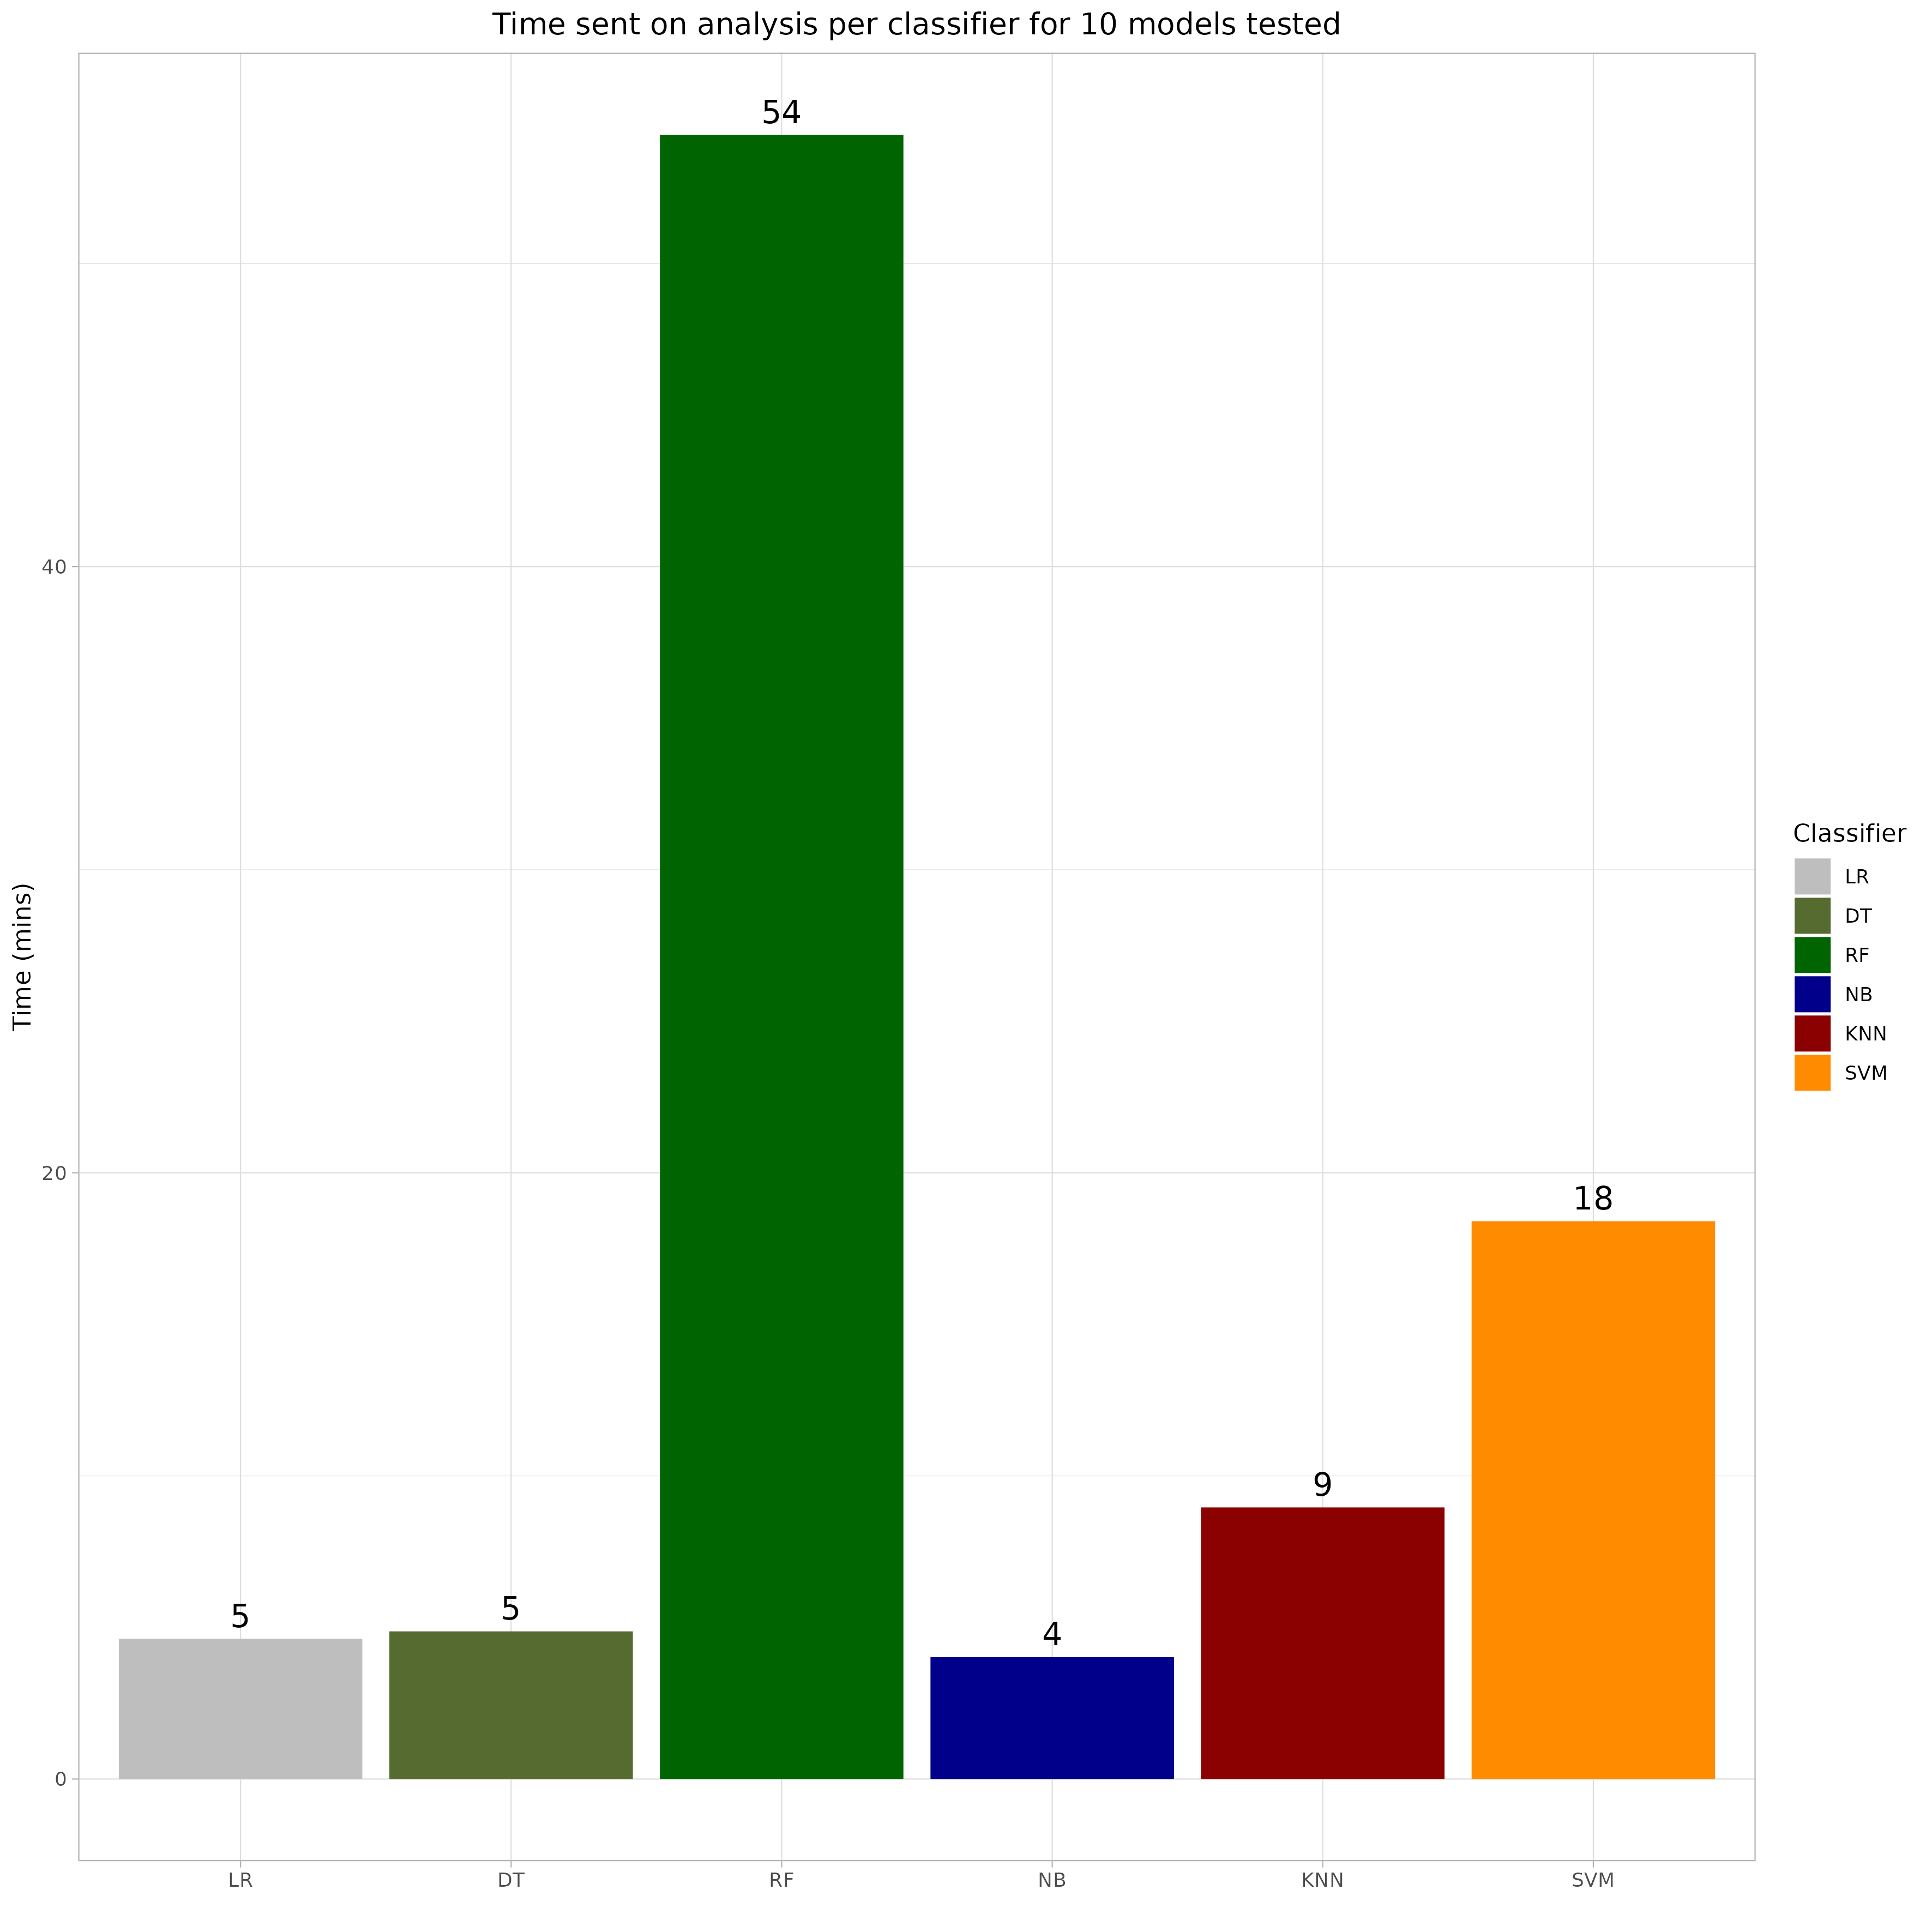 Time sent on analysis per classifier for 10 models tested
54
40
Time (mins)
20
18
9
5
5
4
0
LR
DT
RF
NB
KNN
SVM
Classifier
LR
DT
RF
NB
KNN
SVM